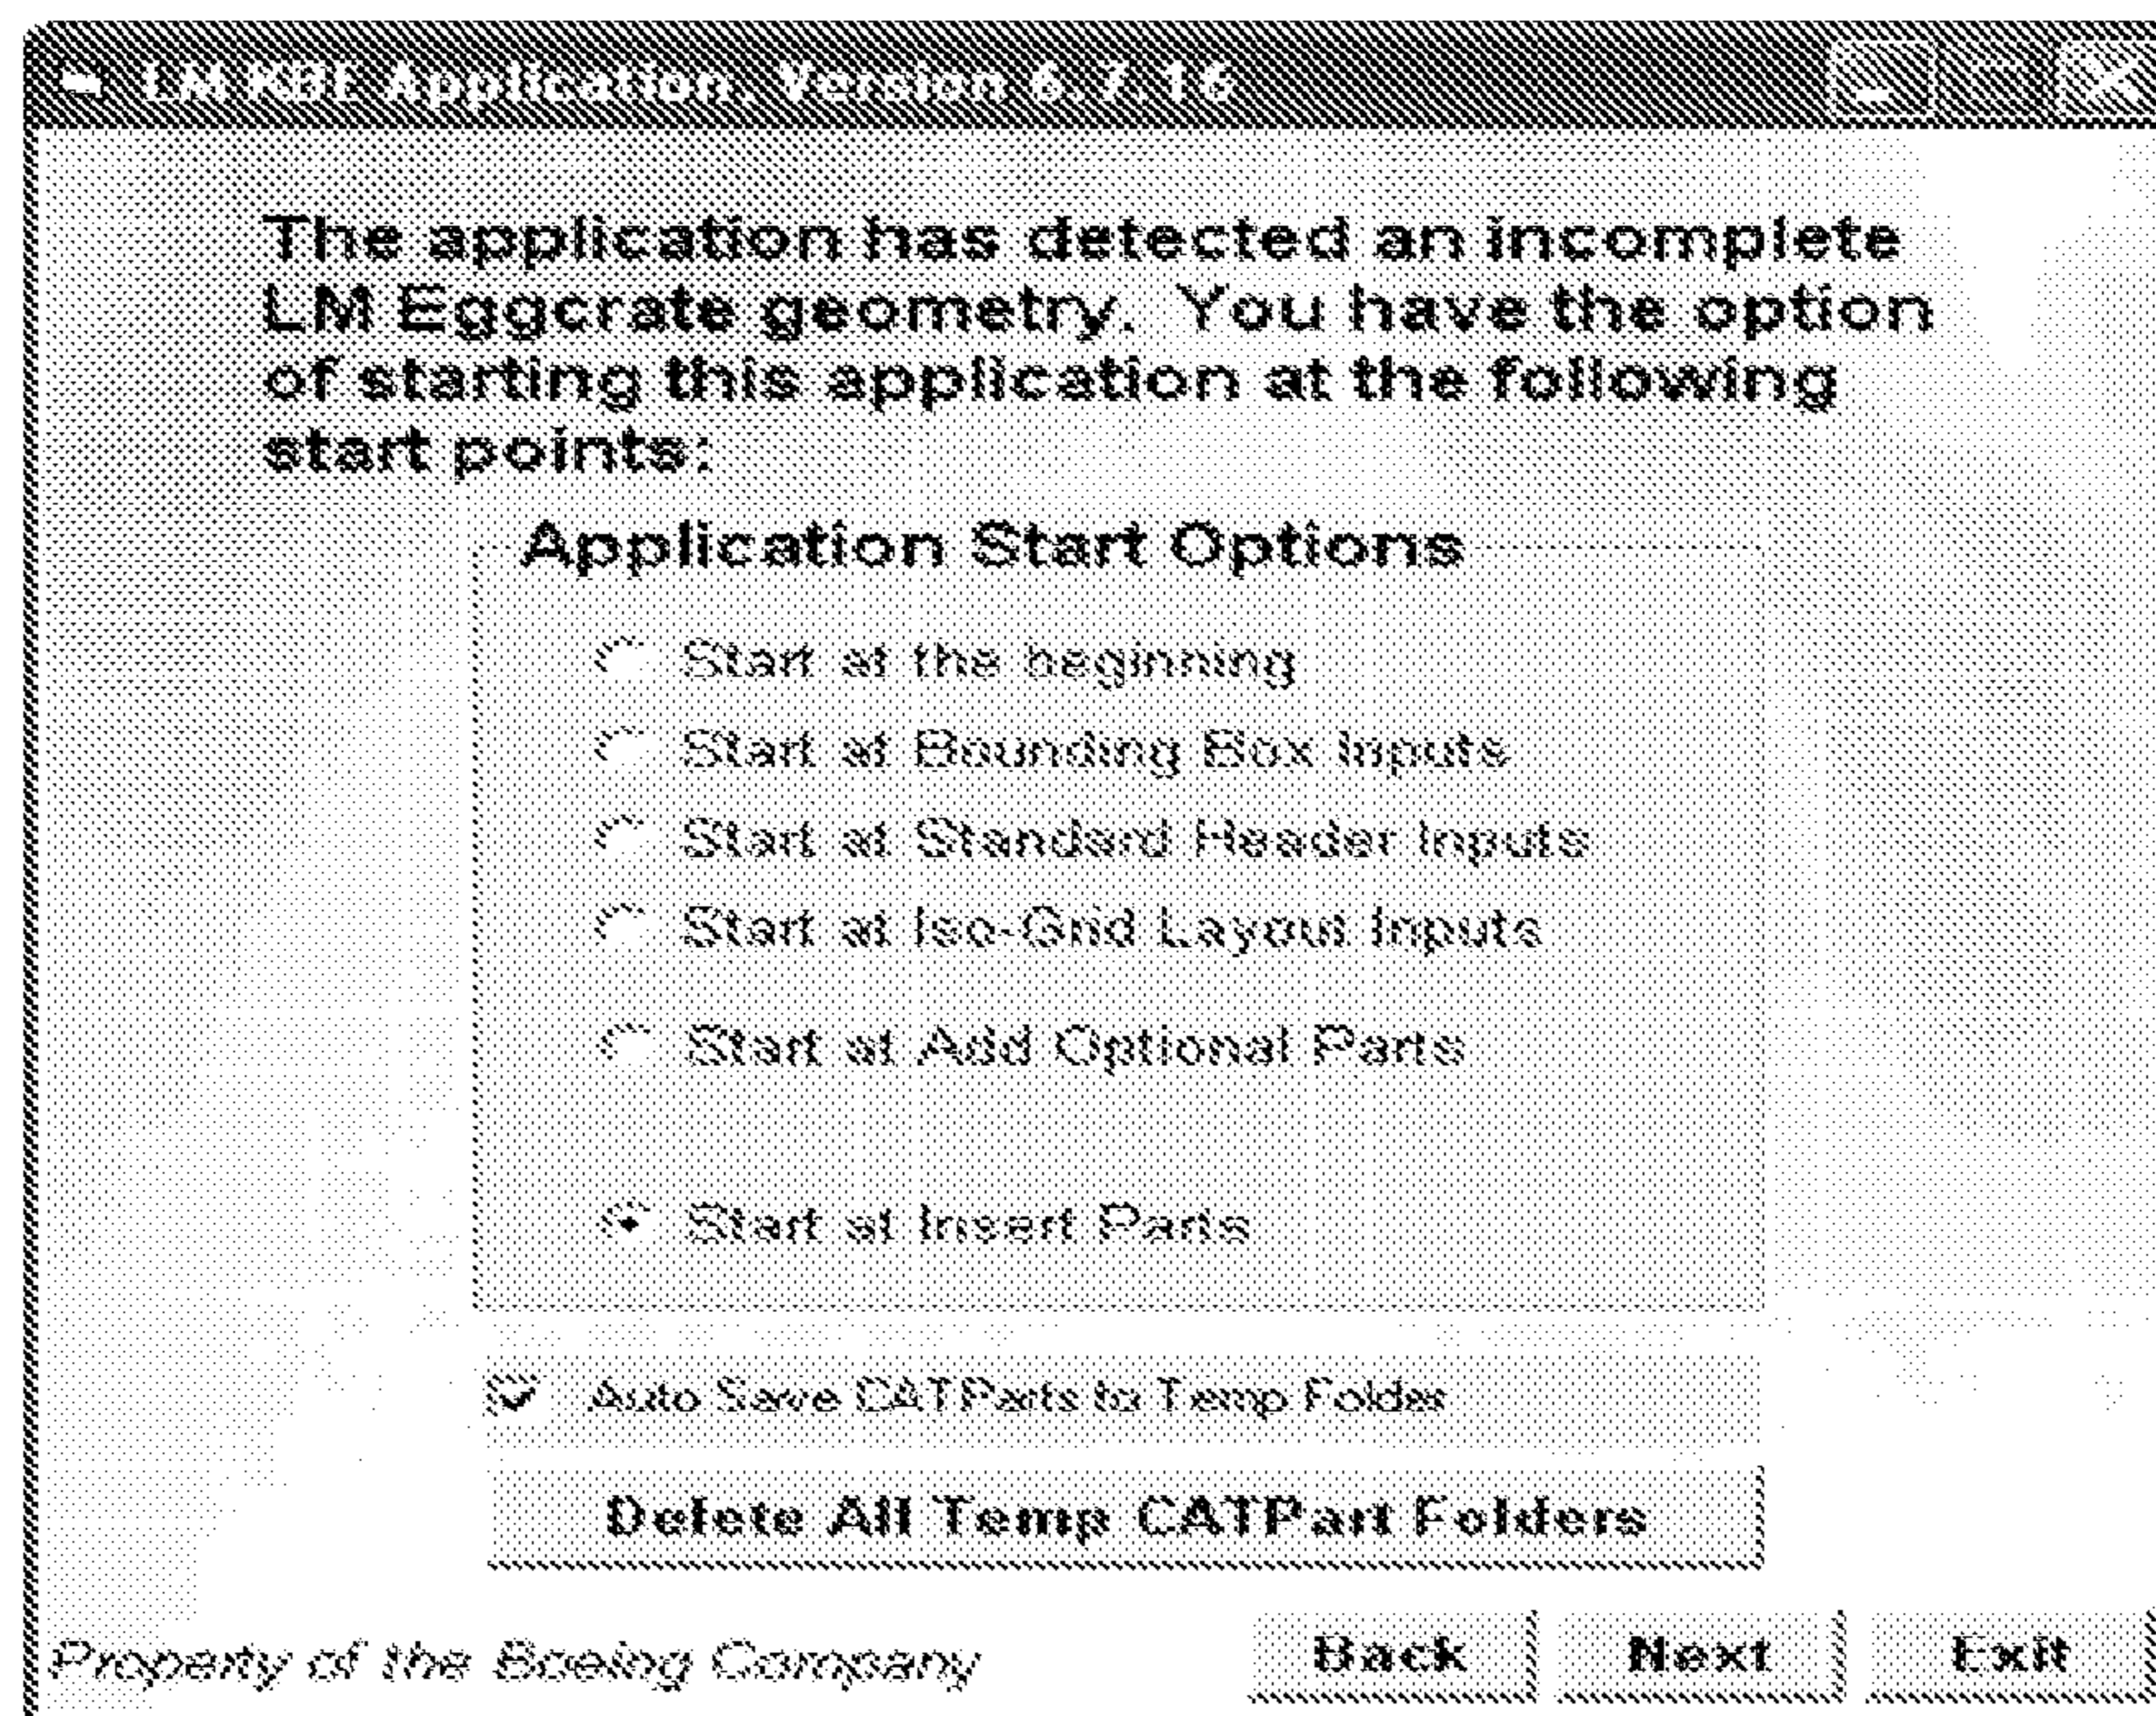 LM KBE Application, Version 6.7.16
The application has detected an incomplete
LM Eggcrate geometry. You have the option
of starting this application at the following
start points:
Application Start Options
Start at the beginning
Start at Bounding Box Inputs
Start at Standard Header Inputs
Start at Iso-Grid Layout Inputs
Start at Add Optional Parts
Start at Insert Parts
Auto Save CATParts to Temp Folder
Delete All Temp CATPart Folders
Property of the Boeing Company
Back Next Exit